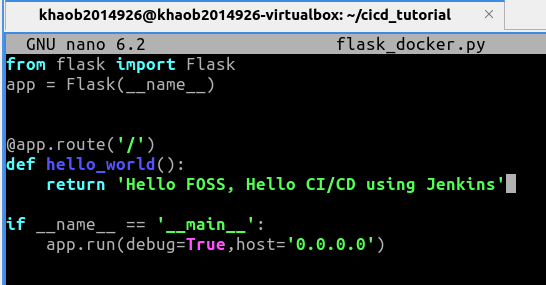 khaob2014926@khaob2014926-virtualbox: ~/cicd_tutorial
GNU nano 6.2 flask_docker.py
from flask import Flask
app = Flask(__name__)
@app.route('/')
def hello_world():
    return 'Hello FOSS, Hello CI/CD using Jenkins'
if __name__ == '__main__':
    app.run(debug=True,host='0.0.0.0')